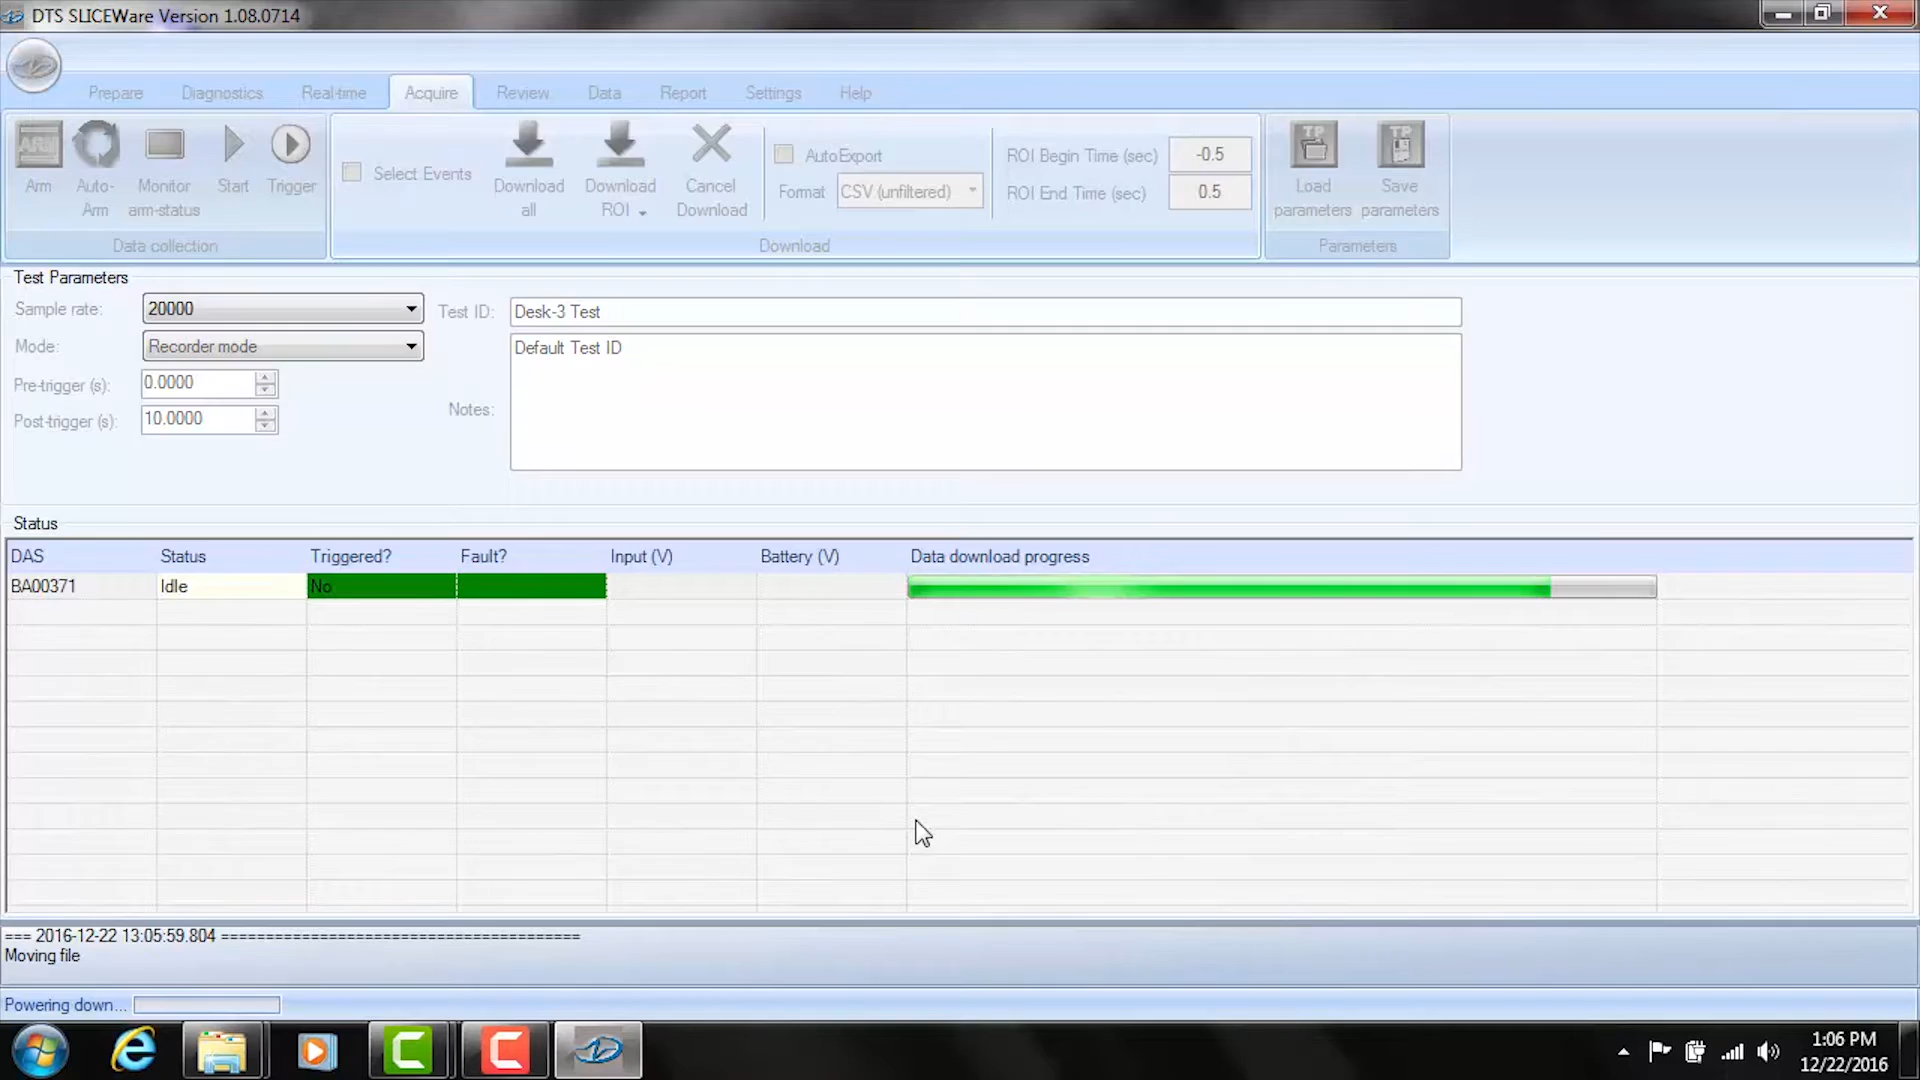 DTS SLICEWare Version 1.08.0714
Prepare Diagnostics Real-time Acquire Review Data Report Settings Help
ARM
TP
TP
Arm
Auto-
Arm
Monitor
arm-status
Start
Trigger
Data collection
Select Events
Download
all
Download
ROI
Cancel
Download
AutoExport
Format CSV (unfiltered)
ROI Begin Time (sec) -0.5
ROI End Time (sec) 0.5
Download
Load
parameters
Save
parameters
Parameters
Test Parameters
Sample rate: 20000
Mode: Recorder mode
Pre-trigger (s): 0.0000
Post-trigger (s): 10.0000
Test ID: Desk-3 Test
Notes: Default Test ID
Status
DAS Status Triggered? Fault? Input (V) Battery (V) Data download progress
BA00371 Idle No
=== 2016-12-22 13:05:59.804 ========================================
Moving file
Powering down...
1:06 PM
12/22/2016